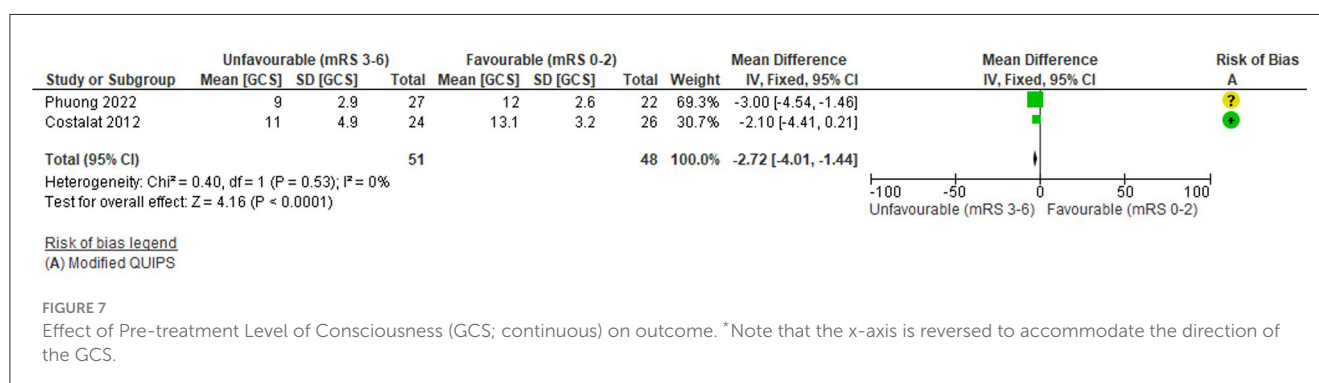 Unfavourable (mRS 3-6) Favourable (mRS 0-2) Mean Difference Mean Difference Risk of Bias
Study or Subgroup Mean [GCS] SD [GCS] Total Mean [GCS] SD [GCS] Total Weight IV, Fixed, 95% CI IV, Fixed, 95% CI A
Phuong 2022 9 2.9 27 12 2.6 22 69.3% -3.00 [-4.54, -1.46] ?
Costalat 2012 11 4.9 24 13.1 3.2 26 30.7% -2.10 [-4.41, 0.21] +
Total (95% CI) 51 48 100.0% -2.72 [-4.01, -1.44]
Heterogeneity: Chi² = 0.40, df = 1 (P = 0.53); I² = 0%
Test for overall effect: Z = 4.16 (P < 0.0001)
-100 -50 0 50 100
Unfavourable (mRS 3-6) Favourable (mRS 0-2)
Risk of bias legend
(A) Modified QUIPS
FIGURE 7
Effect of Pre-treatment Level of Consciousness (GCS; continuous) on outcome. *Note that the x-axis is reversed to accommodate the direction of
the GCS.